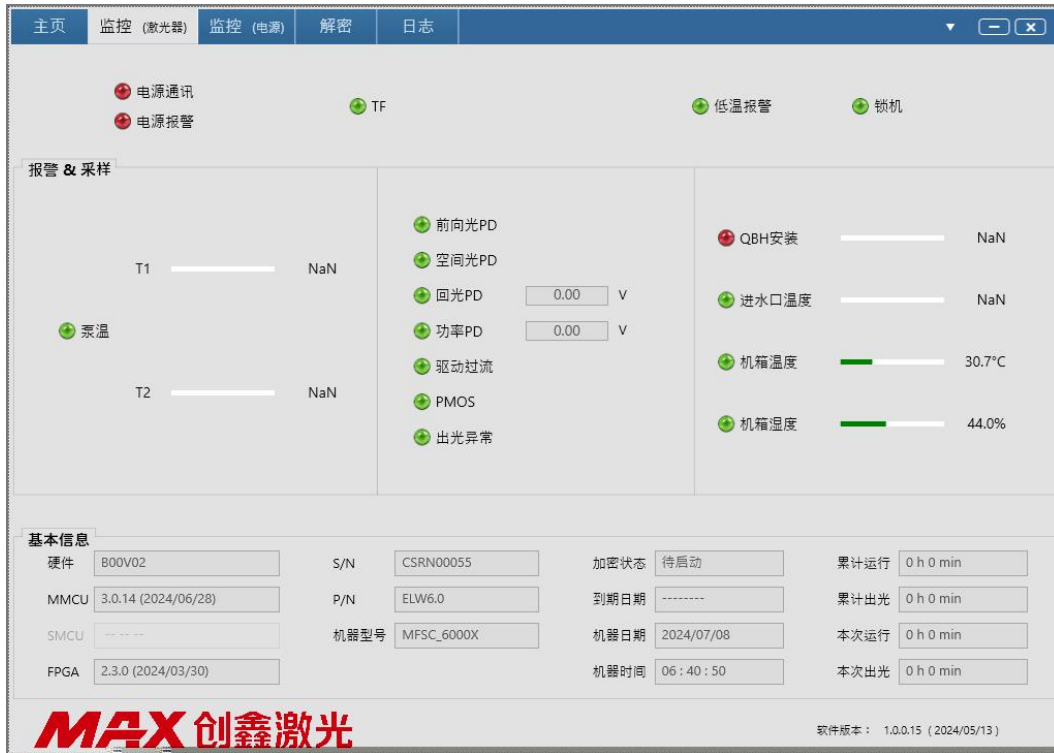 主页 监控 (激光器) 监控 (电源) 解密 日志
电源通讯
电源报警
TF
低温报警
锁机
报警 & 采样
T1 NaN
泵温
T2 NaN
前向光PD
空间光PD
回光PD 0.00 V
功率PD 0.00 V
驱动过流
PMOS
出光异常
QBH安装 NaN
进水口温度 NaN
机箱温度 30.7°C
机箱湿度 44.0%
基本信息
硬件 B00V02 S/N CSRN00055 加密状态 待启动 累计运行 0 h 0 min
MMCU 3.0.14 (2024/06/28) P/N ELW6.0 到期日期 -------- 累计出光 0 h 0 min
SMCU -- -- -- 机器型号 MFSC_6000X 机器日期 2024/07/08 本次运行 0 h 0 min
FPGA 2.3.0 (2024/03/30) 机器时间 06 : 40 : 50 本次出光 0 h 0 min
MAX 创鑫激光
软件版本： 1.0.0.15 ( 2024/05/13 )